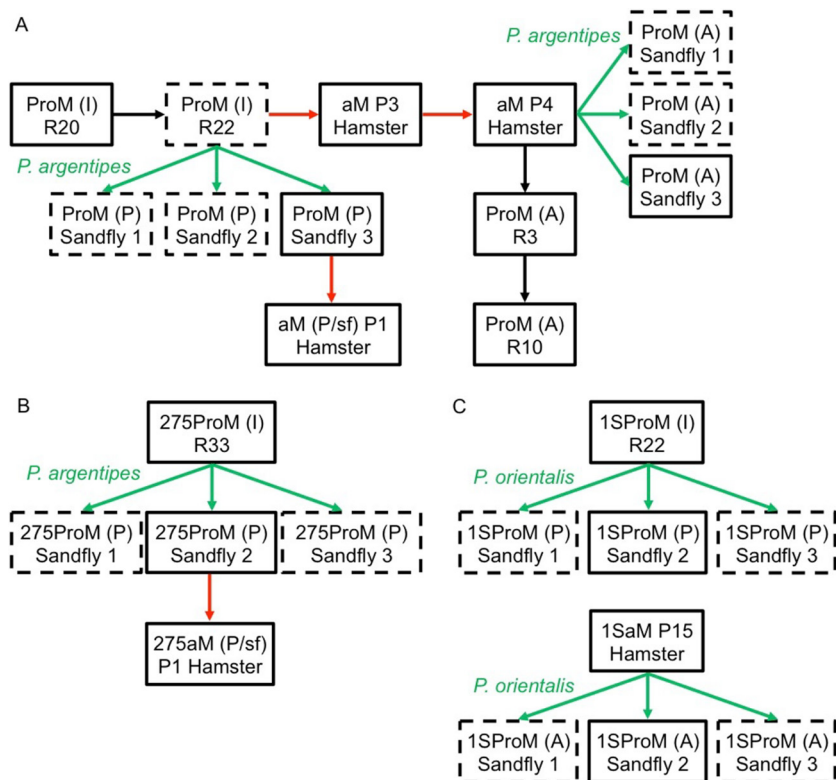 A
P. argentipes
ProM (A)
Sandfly 1
ProM (I)
R20
ProM (I)
R22
aM P3
Hamster
aM P4
Hamster
ProM (A)
Sandfly 2
P. argentipes
ProM (P)
Sandfly 1
ProM (P)
Sandfly 2
ProM (P)
Sandfly 3
ProM (A)
R3
ProM (A)
Sandfly 3
aM (P/sf) P1
Hamster
ProM (A)
R10
B
275ProM (I)
R33
P. argentipes
275ProM (P)
Sandfly 1
275ProM (P)
Sandfly 2
275ProM (P)
Sandfly 3
275aM (P/sf)
P1 Hamster
C
1SProM (I)
R22
P. orientalis
1SProM (P)
Sandfly 1
1SProM (P)
Sandfly 2
1SProM (P)
Sandfly 3
1SaM P15
Hamster
P. orientalis
1SProM (A)
Sandfly 1
1SProM (A)
Sandfly 2
1SProM (A)
Sandfly 3